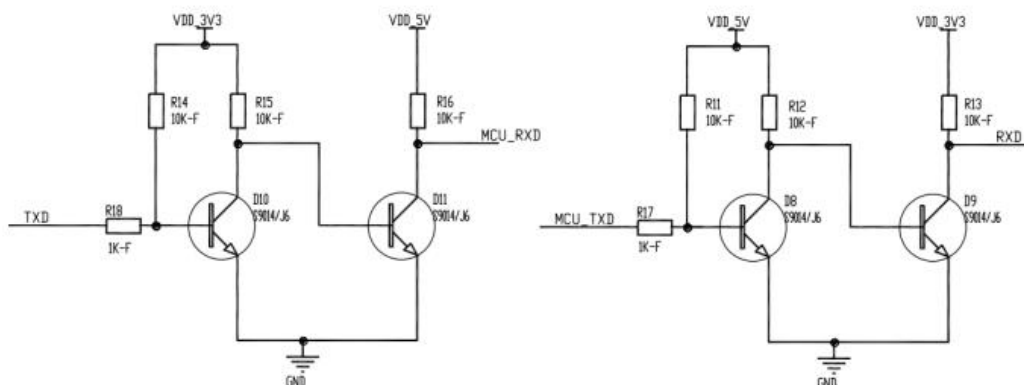 VDD_3V3
VDD_5V
R14
10K-F
R15
10K-F
R16
10K-F
MCU_RXD
TXD
R18
1K-F
D10
S9014/J6
D11
S9014/J6
GND
VDD_5V
VDD_3V3
R11
10K-F
R12
10K-F
R13
10K-F
RXD
MCU_TXD
R17
1K-F
D8
S9014/J6
D9
S9014/J6
GND